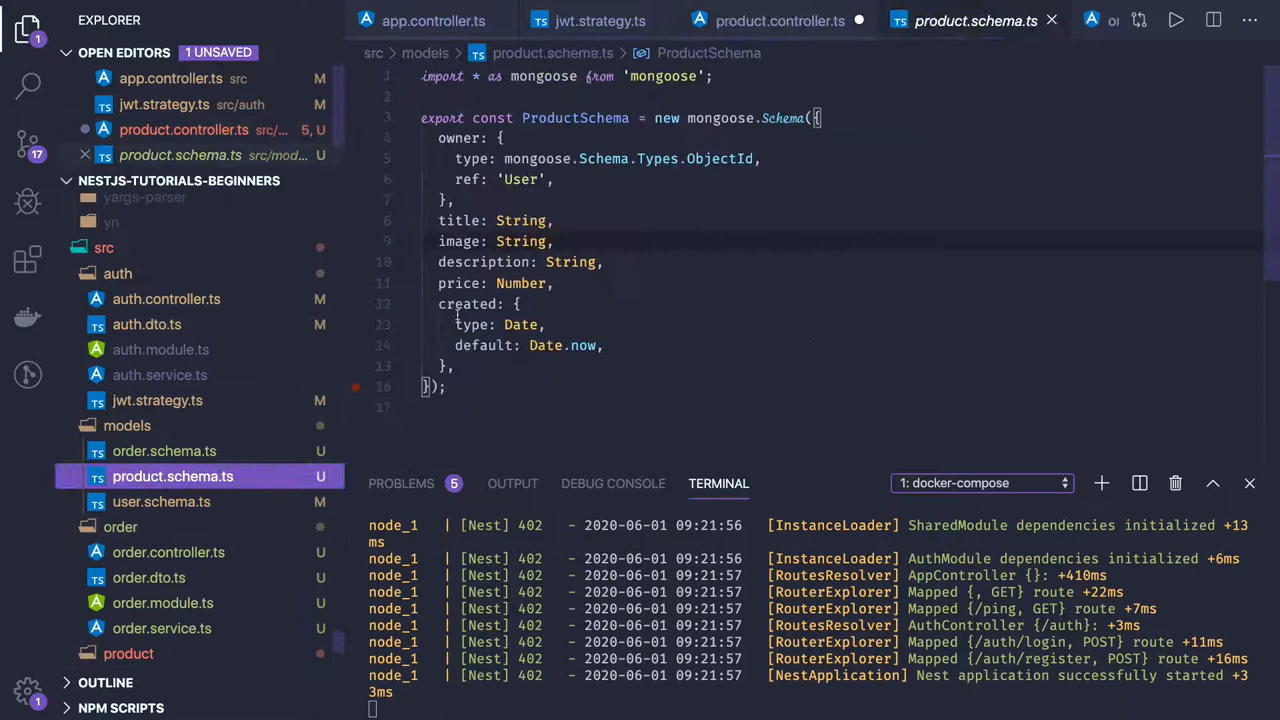 EXPLORER
app.controller.ts
jwt.strategy.ts
product.controller.ts
product.schema.ts
OPEN EDITORS 1 UNSAVED
app.controller.ts src M
jwt.strategy.ts src/auth M
product.controller.ts src/... 5, U
product.schema.ts src/mod... U
NESTJS-TUTORIALS-BEGINNERS
yargs-parser
yn
src
auth
auth.controller.ts M
auth.dto.ts M
auth.module.ts
auth.service.ts
jwt.strategy.ts M
models
order.schema.ts U
product.schema.ts U
user.schema.ts M
order
order.controller.ts U
order.dto.ts U
order.module.ts U
order.service.ts U
product
OUTLINE
NPM SCRIPTS
1
17
1
src › models › TS product.schema.ts › ProductSchema
1 import * as mongoose from 'mongoose';
2
3 export const ProductSchema = new mongoose.Schema({
4 owner: {
5 type: mongoose.Schema.Types.ObjectId,
6 ref: 'User',
7 },
8 title: String,
9 image: String,
10 description: String,
11 price: Number,
12 created: {
13 type: Date,
default: Date.now,
},
16 });
17
PROBLEMS 5 OUTPUT DEBUG CONSOLE TERMINAL 1: docker-compose
node_1 | [Nest] 402 - 2020-06-01 09:21:56 [InstanceLoader] SharedModule dependencies initialized +13
ms
node_1 | [Nest] 402 - 2020-06-01 09:21:56 [InstanceLoader] AuthModule dependencies initialized +6ms
node_1 | [Nest] 402 - 2020-06-01 09:21:57 [RoutesResolver] AppController {}: +410ms
node_1 | [Nest] 402 - 2020-06-01 09:21:57 [RouterExplorer] Mapped {, GET} route +22ms
node_1 | [Nest] 402 - 2020-06-01 09:21:57 [RouterExplorer] Mapped {/ping, GET} route +7ms
node_1 | [Nest] 402 - 2020-06-01 09:21:57 [RoutesResolver] AuthController {/auth}: +3ms
node_1 | [Nest] 402 - 2020-06-01 09:21:57 [RouterExplorer] Mapped {/auth/login, POST} route +11ms
node_1 | [Nest] 402 - 2020-06-01 09:21:57 [RouterExplorer] Mapped {/auth/register, POST} route +16ms
node_1 | [Nest] 402 - 2020-06-01 09:21:57 [NestApplication] Nest application successfully started +3
3ms